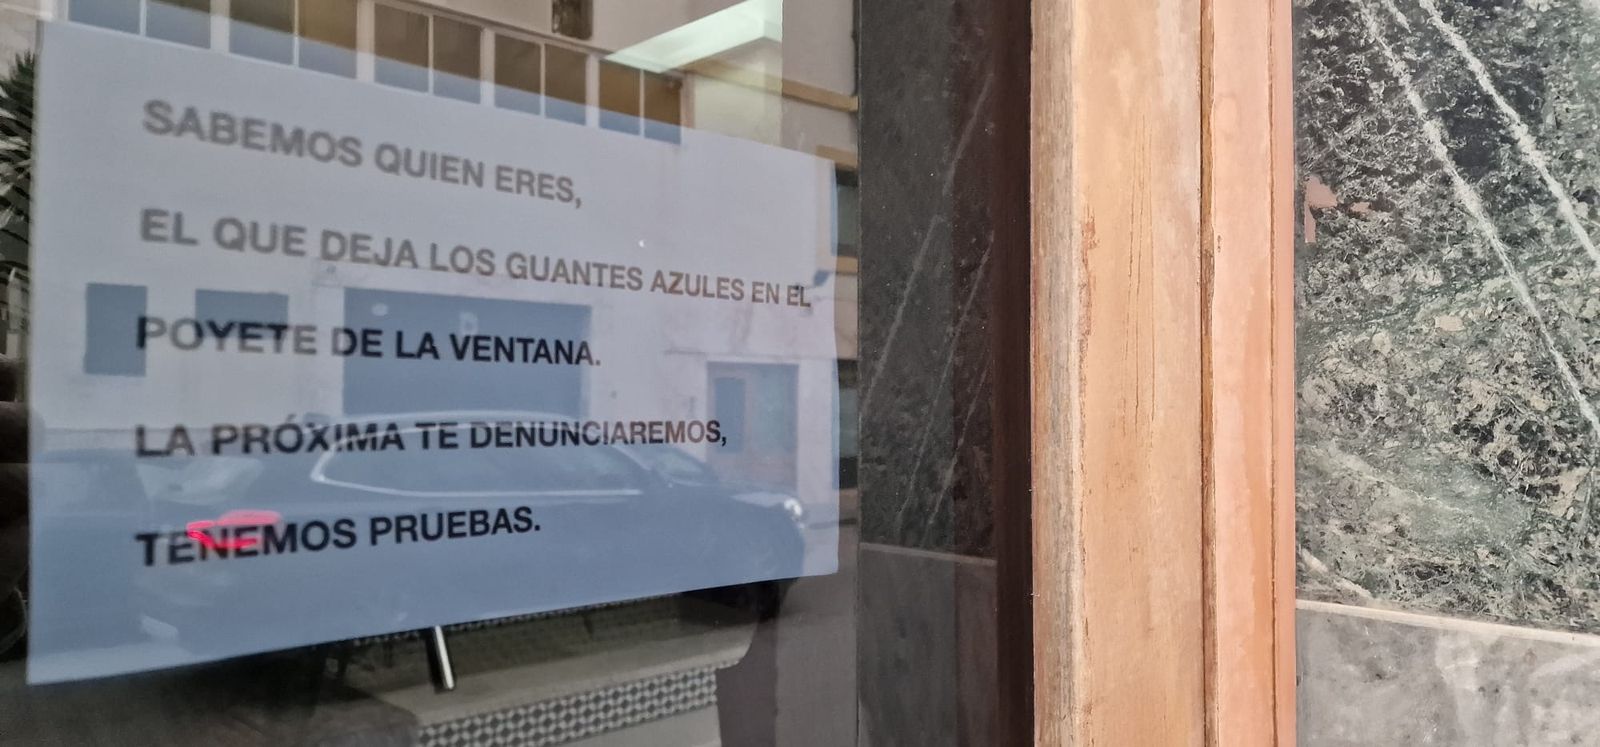 SABEMOS QUIEN ERES,
EL QUE DEJA LOS GUANTES AZULES EN EL
POYETE DE LA VENTANA.
LA PRÓXIMA TE DENUNCIAREMOS,
TENEMOS PRUEBAS.